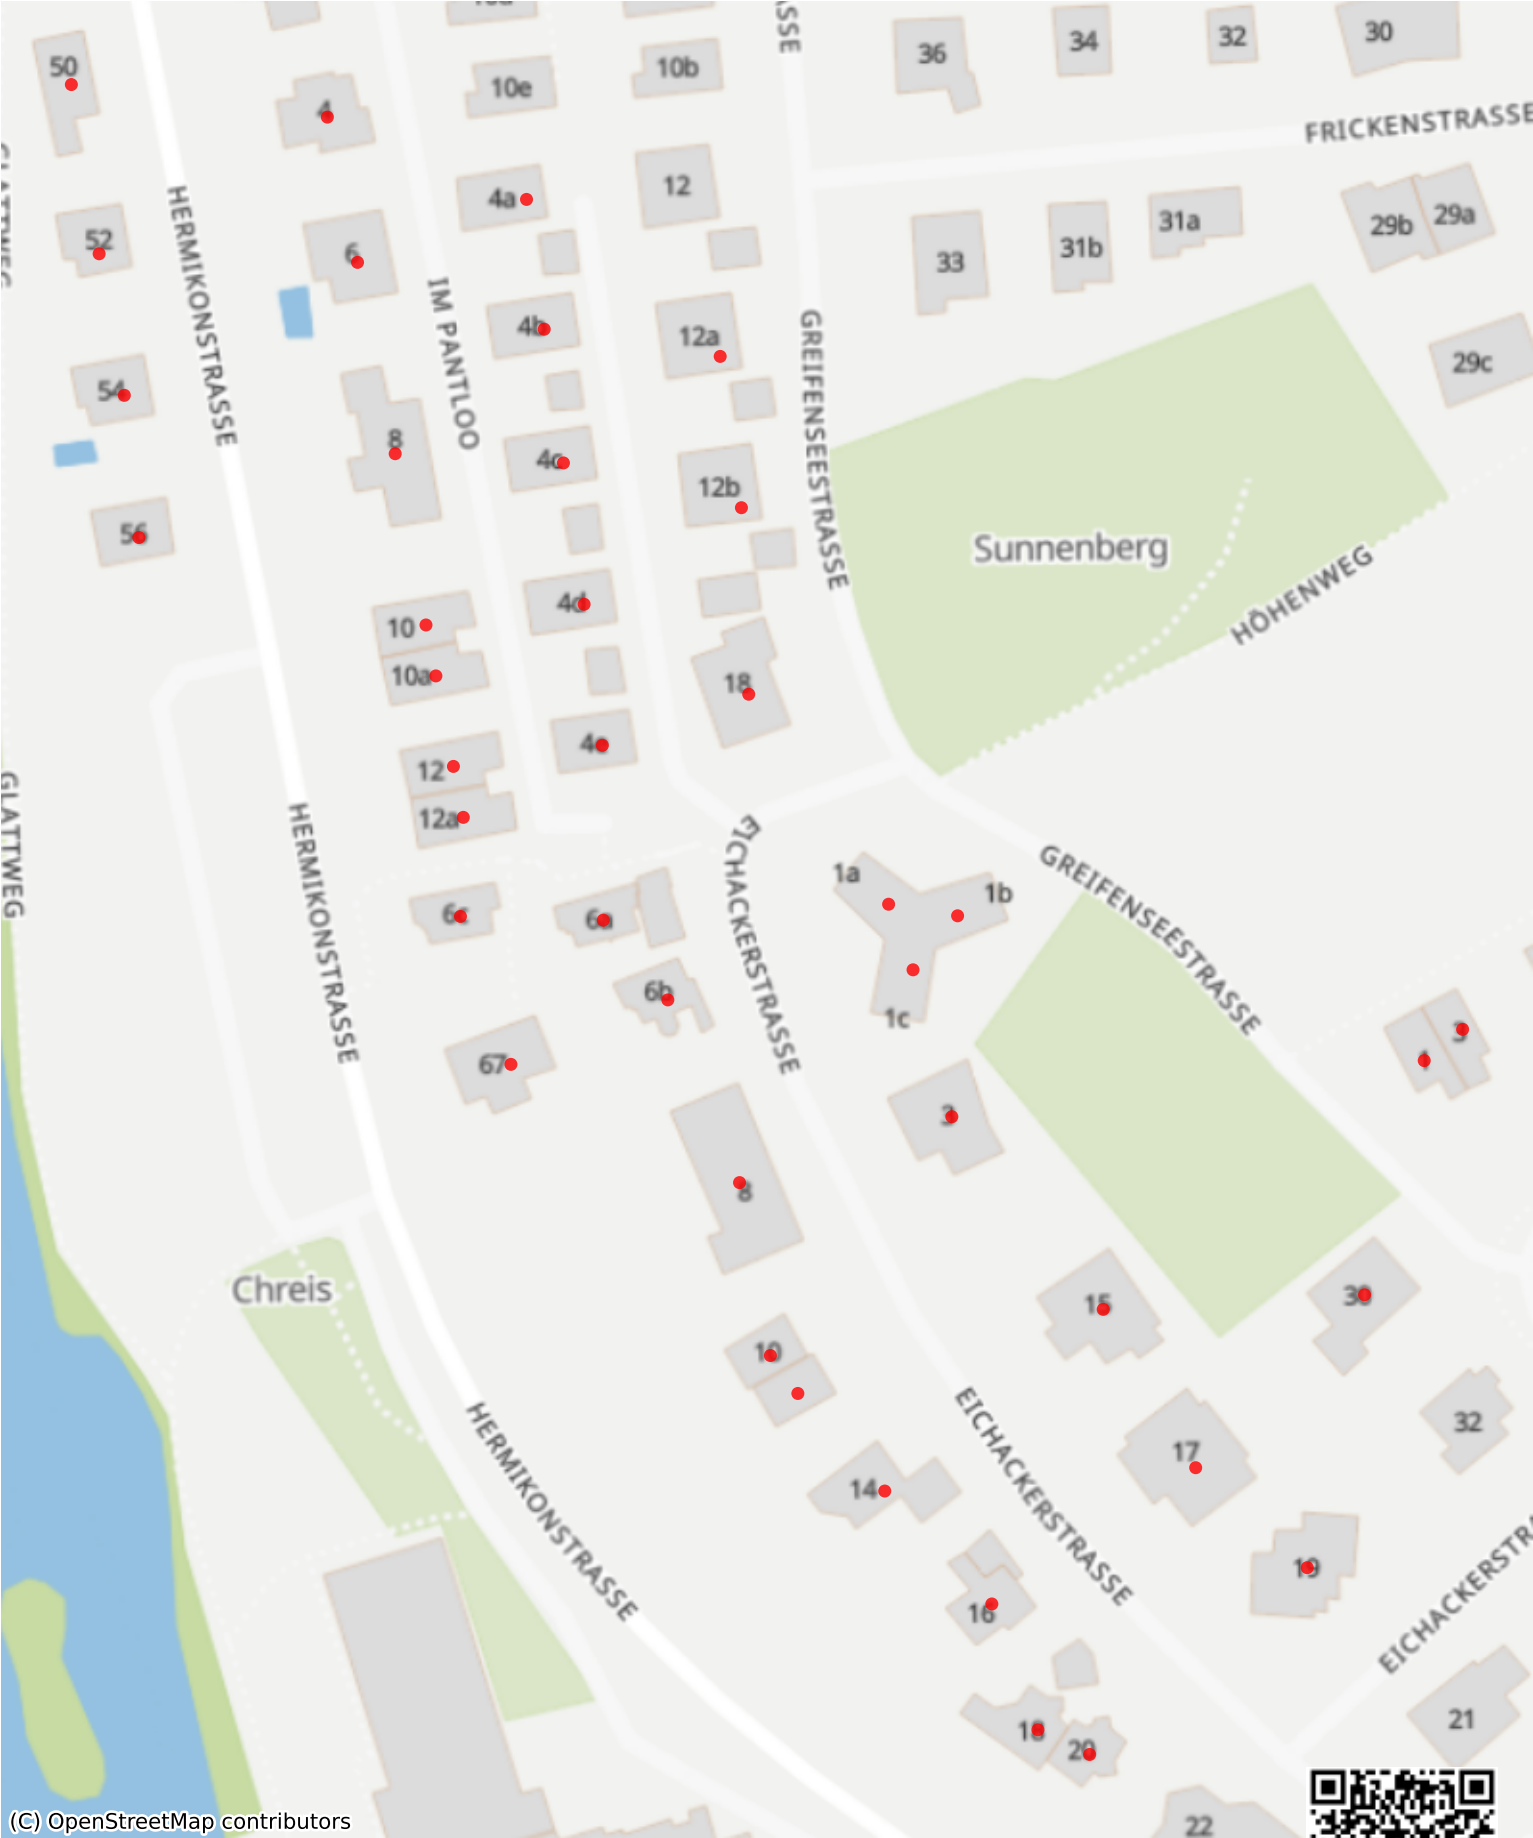 50
4
10e
10b
36
34
32
30
FRICKENSTRASSE
52
6
4a
12
33
31b
31a
29b
29a
29c
HERMIKONSTRASSE
IM PANTLOO
GREIFENSEESTRASSE
54
8
4b
12a
56
4c
12b
Sunnenberg
HÖHENWEG
10
10a
4d
18
12
12a
4e
GLATTWEG
HERMIKONSTRASSE
EICHACKERSTRASSE
GREIFENSEESTRASSE
6c
6a
6b
67
1a
1b
1c
3
1
3
8
Chreis
15
30
10
32
17
14
HERMIKONSTRASSE
EICHACKERSTRASSE
16
19
18
20
21
22
(C) OpenStreetMap contributors